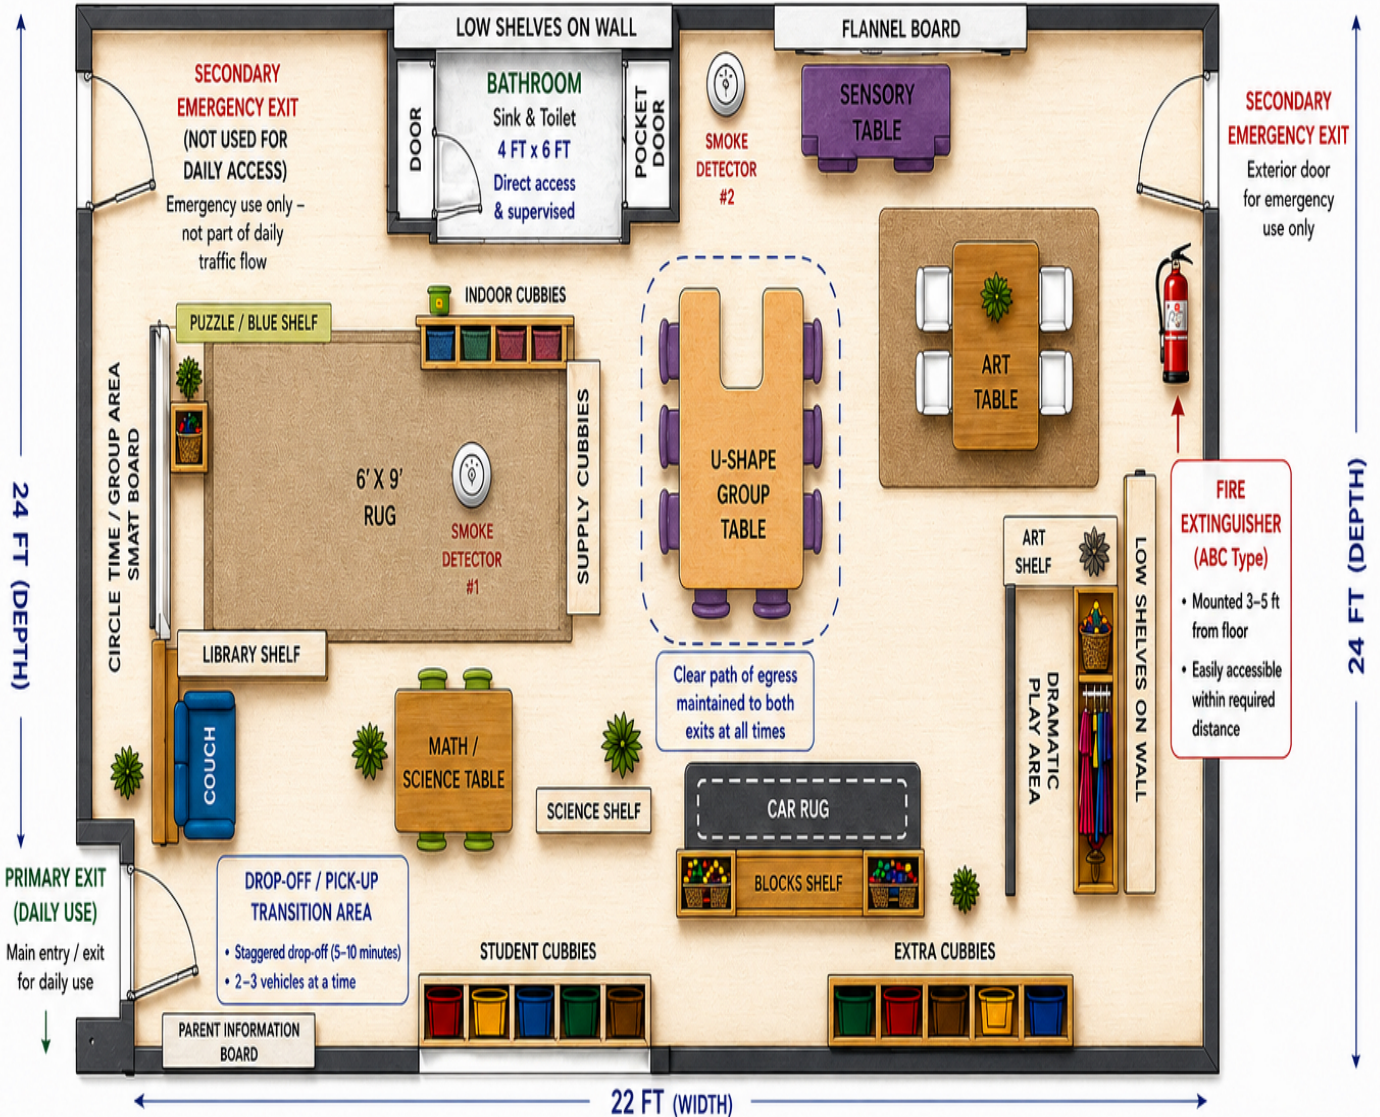 LOW SHELVES ON WALL
FLANNEL BOARD
SECONDARY
EMERGENCY EXIT
(NOT USED FOR
DAILY ACCESS)
Emergency use only –
not part of daily
traffic flow
DOOR
BATHROOM
Sink & Toilet
4 FT x 6 FT
Direct access
& supervised
POCKET
DOOR
SMOKE
DETECTOR
#2
SENSORY
TABLE
SECONDARY
EMERGENCY EXIT
Exterior door
for emergency
use only
PUZZLE / BLUE SHELF
INDOOR CUBBIES
CIRCLE TIME / GROUP AREA
SMART BOARD
6' X 9'
RUG
SMOKE
DETECTOR
#1
SUPPLY CUBBIES
U-SHAPE
GROUP
TABLE
ART
TABLE
24 FT (DEPTH)
24 FT (DEPTH)
FIRE
EXTINGUISHER
(ABC Type)
• Mounted 3–5 ft
from floor
• Easily accessible
within required
distance
ART
SHELF
LOW SHELVES ON WALL
DRAMATIC
PLAY AREA
LIBRARY SHELF
COUCH
MATH /
SCIENCE TABLE
SCIENCE SHELF
Clear path of egress
maintained to both
exits at all times
CAR RUG
BLOCKS SHELF
PRIMARY EXIT
(DAILY USE)
Main entry / exit
for daily use
DROP-OFF / PICK-UP
TRANSITION AREA
• Staggered drop-off (5–10 minutes)
• 2–3 vehicles at a time
STUDENT CUBBIES
EXTRA CUBBIES
PARENT INFORMATION
BOARD
22 FT (WIDTH)